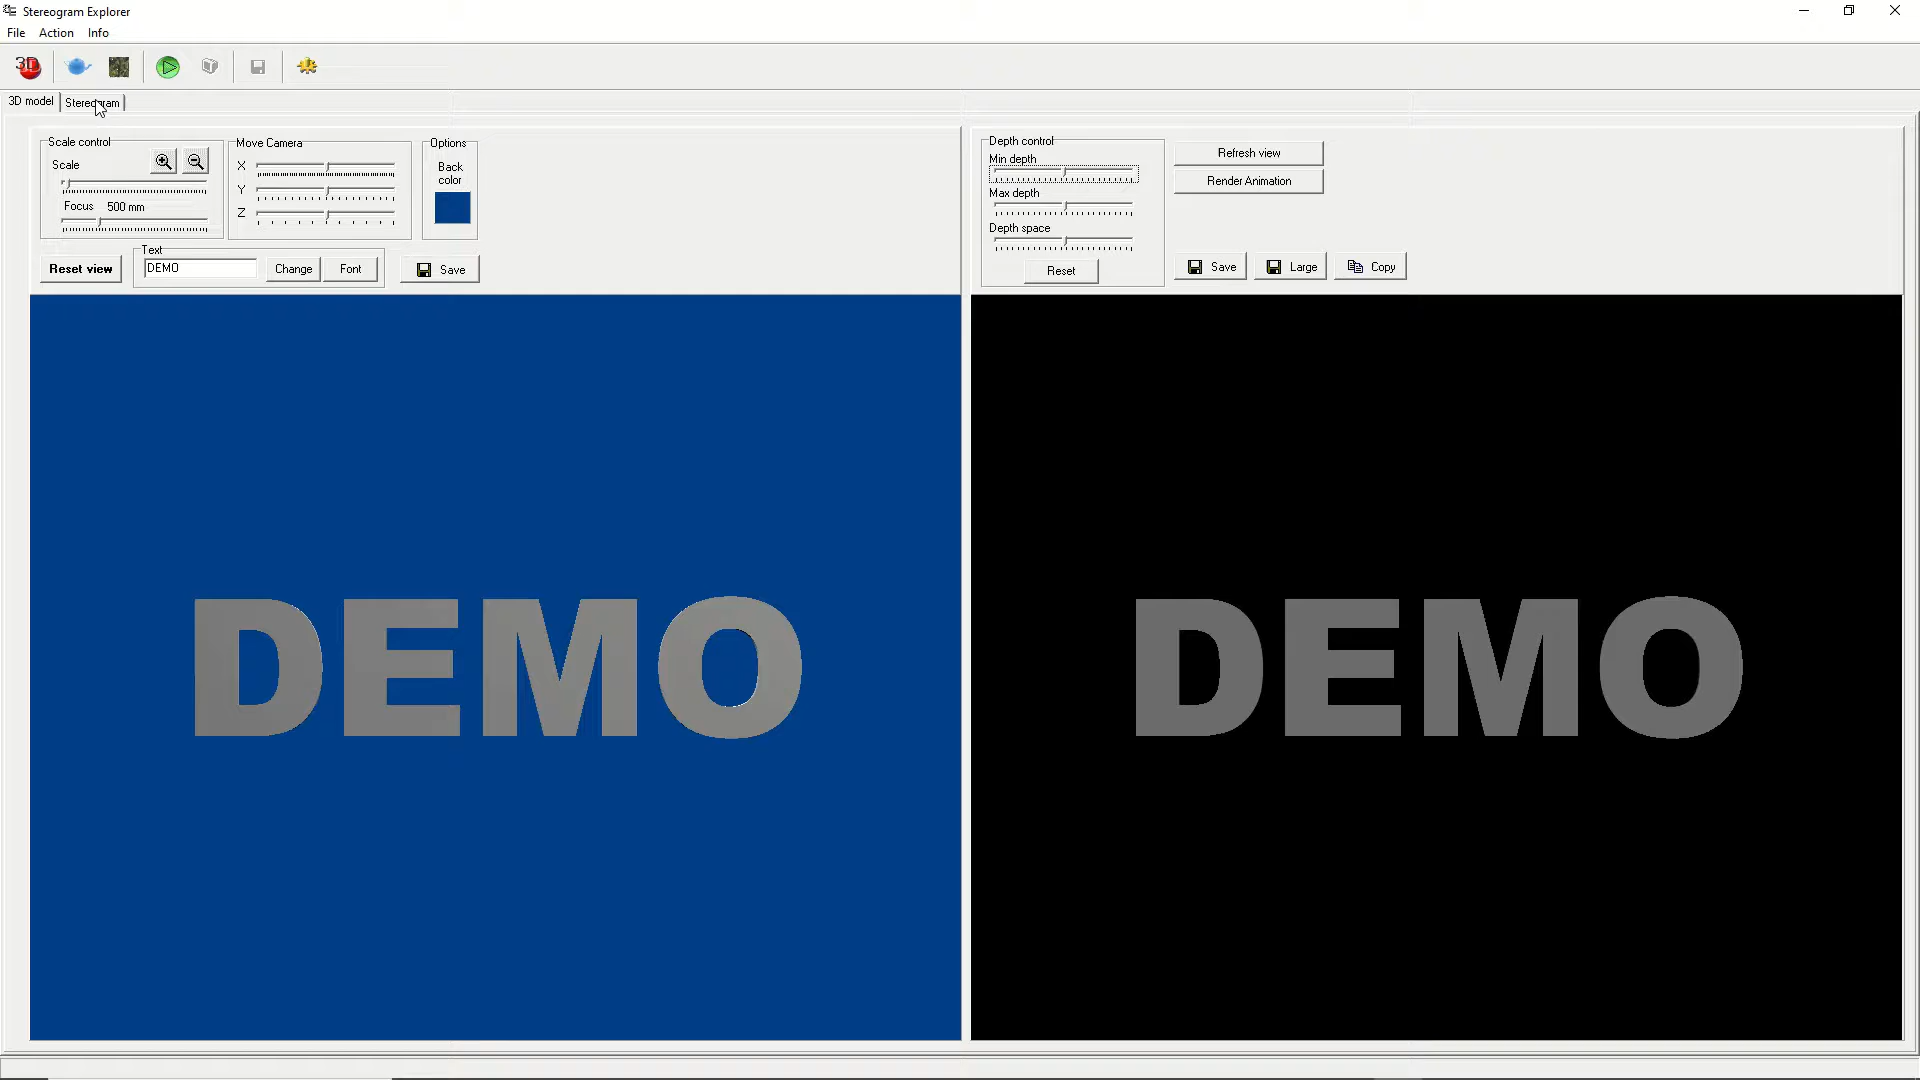 Stereogram Explorer
File Action Info
3D
3D model Stereogram
Scale control
Scale
Focus 500 mm
Move Camera
X
Y
Z
Options
Back
color
Reset view
Text
DEMO
Change
Font
Save
Depth control
Min depth
Max depth
Depth space
Reset
Refresh view
Render Animation
Save
Large
Copy
DEMO
DEMO